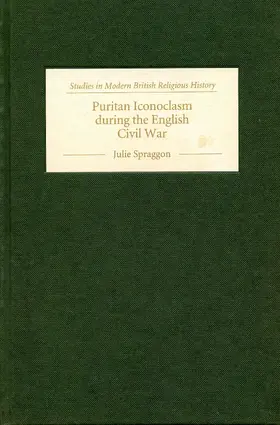 Studies in Modern British Religious History
Puritan Iconoclasm
during the English
Civil War
Julie Spraggon